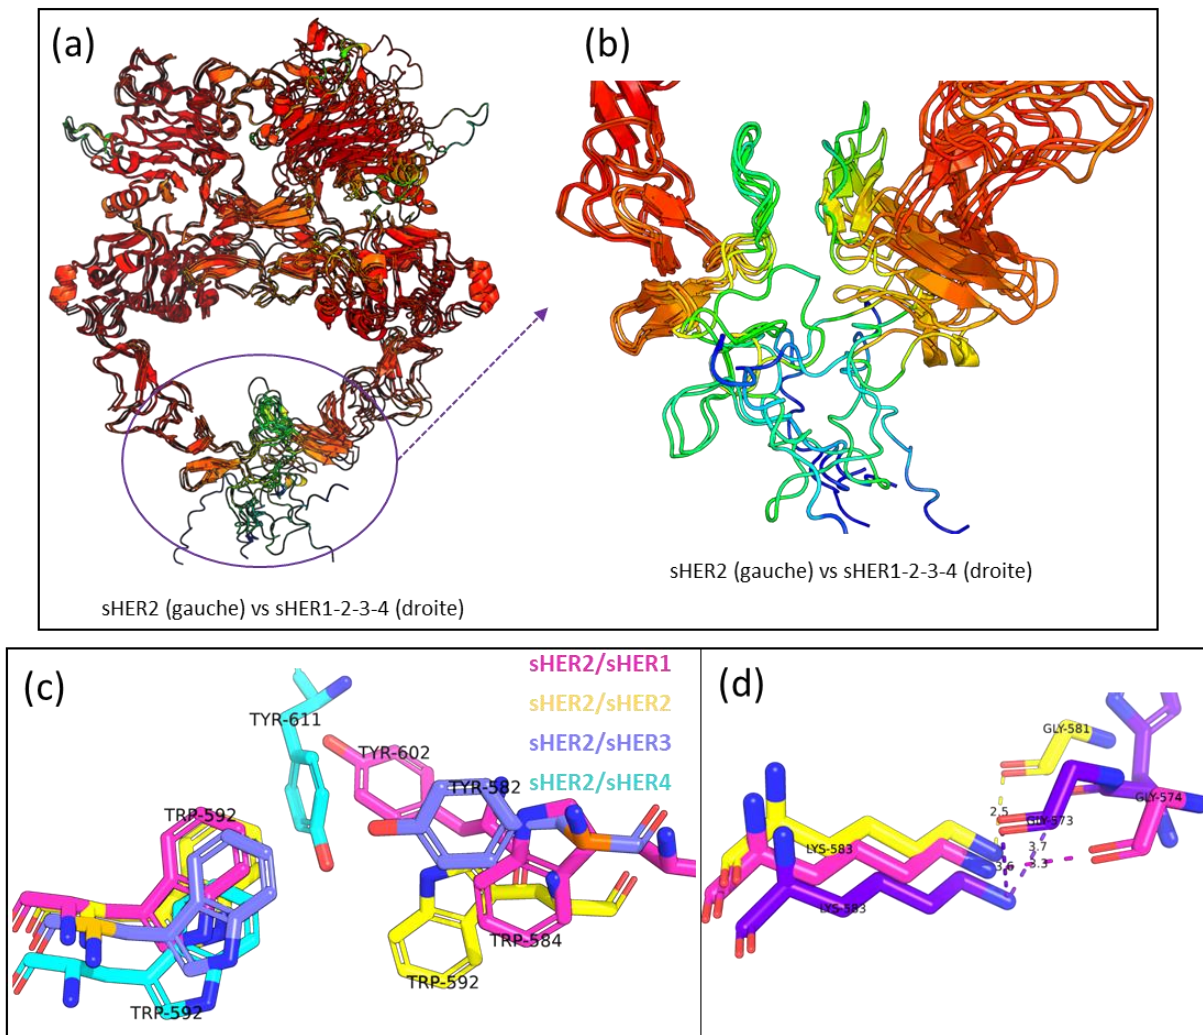 (a)
(b)
sHER2 (gauche) vs sHER1-2-3-4 (droite)
sHER2 (gauche) vs sHER1-2-3-4 (droite)
(c)
sHER2/sHER1
sHER2/sHER2
sHER2/sHER3
sHER2/sHER4
TYR-611
TYR-602
TYR-582
TRP-592
TRP-584
TRP-592
TRP-592
(d)
GLY-581
GLY-574
2.5
GLY-573
LYS-583
3.7
3.6
3.3
LYS-583